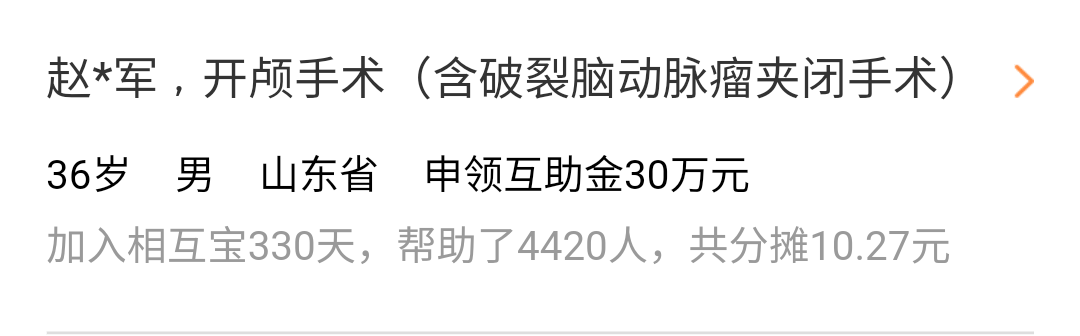 赵*军，开颅手术（含破裂脑动脉瘤夹闭手术）
36岁 男 山东省 申领互助金30万元
加入相互宝330天，帮助了4420人，共分摊10.27元